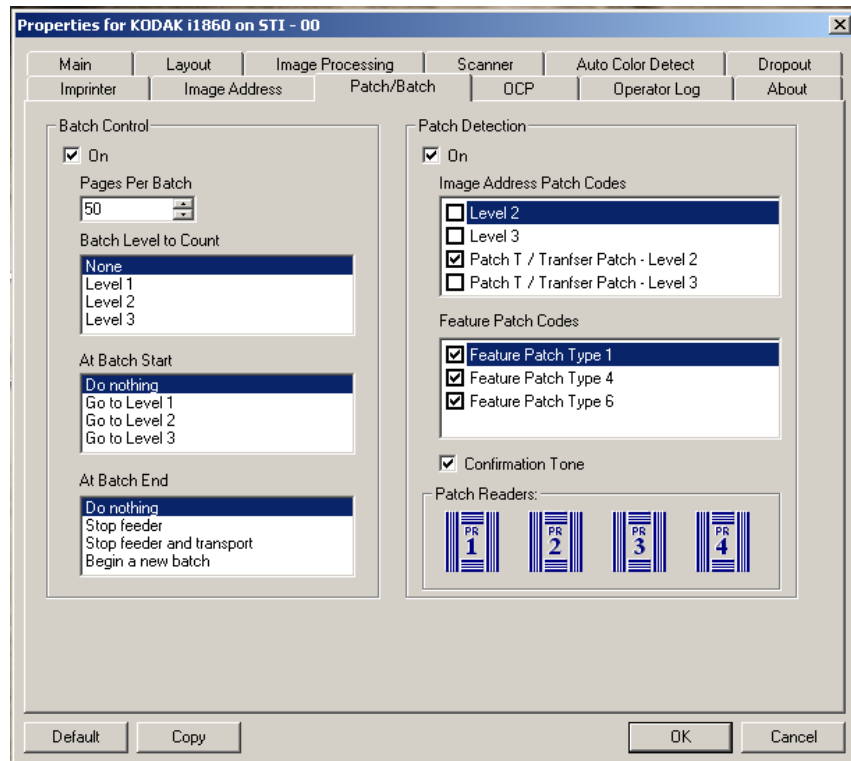 Properties for KODAK i1860 on STI - 00
Main Layout Image Processing Scanner Auto Color Detect Dropout
Imprinter Image Address Patch/Batch OCP Operator Log About
Batch Control
On
Pages Per Batch
50
Batch Level to Count
None
Level 1
Level 2
Level 3
At Batch Start
Do nothing
Go to Level 1
Go to Level 2
Go to Level 3
At Batch End
Do nothing
Stop feeder
Stop feeder and transport
Begin a new batch
Patch Detection
On
Image Address Patch Codes
Level 2
Level 3
Patch T / Tranfser Patch - Level 2
Patch T / Tranfser Patch - Level 3
Feature Patch Codes
Feature Patch Type 1
Feature Patch Type 4
Feature Patch Type 6
Confirmation Tone
Patch Readers:
PR PR PR PR
1 2 3 4
Default Copy OK Cancel